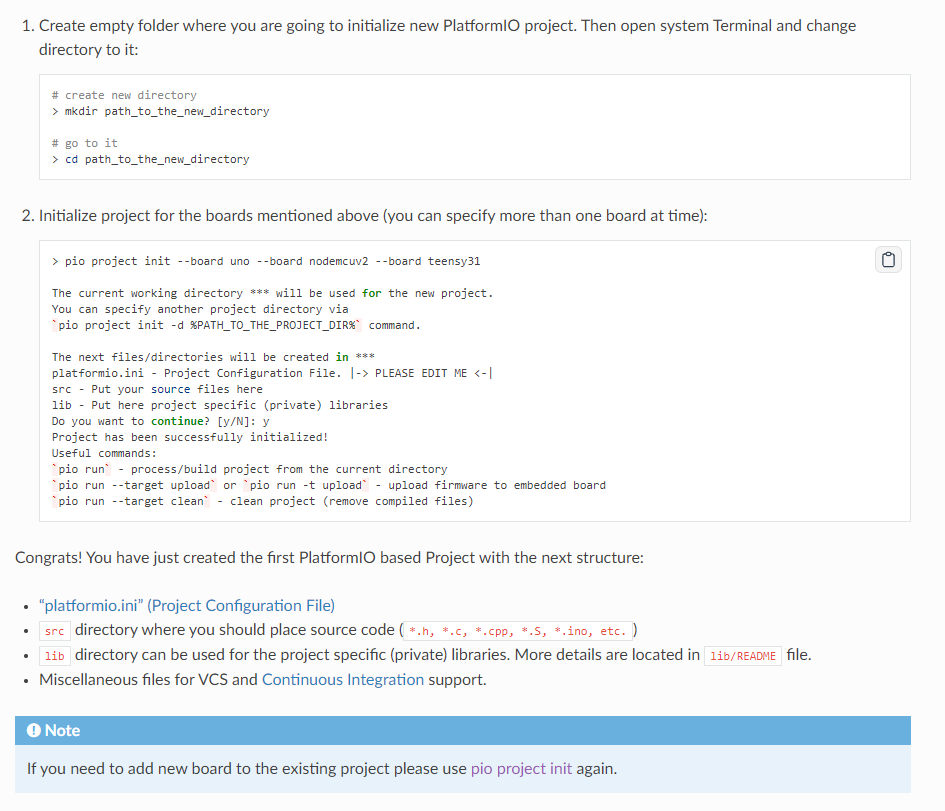 1. Create empty folder where you are going to initialize new PlatformIO project. Then open system Terminal and change
directory to it:
# create new directory
> mkdir path_to_the_new_directory
# go to it
> cd path_to_the_new_directory
2. Initialize project for the boards mentioned above (you can specify more than one board at time):
> pio project init --board uno --board nodemcuv2 --board teensy31
The current working directory *** will be used for the new project.
You can specify another project directory via
`pio project init -d %PATH_TO_THE_PROJECT_DIR%` command.
The next files/directories will be created in ***
platformio.ini - Project Configuration File. |-> PLEASE EDIT ME <-|
src - Put your source files here
lib - Put here project specific (private) libraries
Do you want to continue? [y/N]: y
Project has been successfully initialized!
Useful commands:
`pio run` - process/build project from the current directory
`pio run --target upload` or `pio run -t upload` - upload firmware to embedded board
`pio run --target clean` - clean project (remove compiled files)
Congrats! You have just created the first PlatformIO based Project with the next structure:
• “platformio.ini” (Project Configuration File)
• src directory where you should place source code (*.h, *.c, *.cpp, *.S, *.ino, etc.)
• lib directory can be used for the project specific (private) libraries. More details are located in lib/README file.
• Miscellaneous files for VCS and Continuous Integration support.
Note
If you need to add new board to the existing project please use pio project init again.